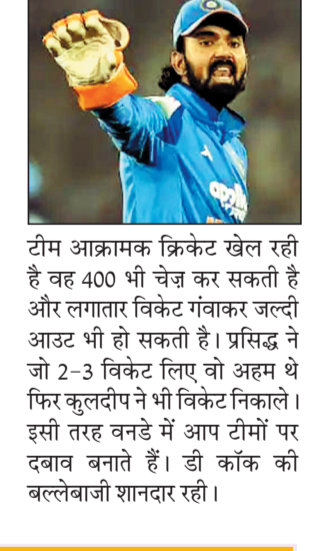 apollo
टीम आक्रामक क्रिकेट खेल रही
है वह 400 भी चेज़ कर सकती है
और लगातार विकेट गंवाकर जल्दी
आउट भी हो सकती है। प्रसिद्ध ने
जो 2-3 विकेट लिए वो अहम थे
फिर कुलदीप ने भी विकेट निकाले।
इसी तरह वनडे में आप टीमों पर
दबाव बनाते हैं। डी कॉक की
बल्लेबाजी शानदार रही।